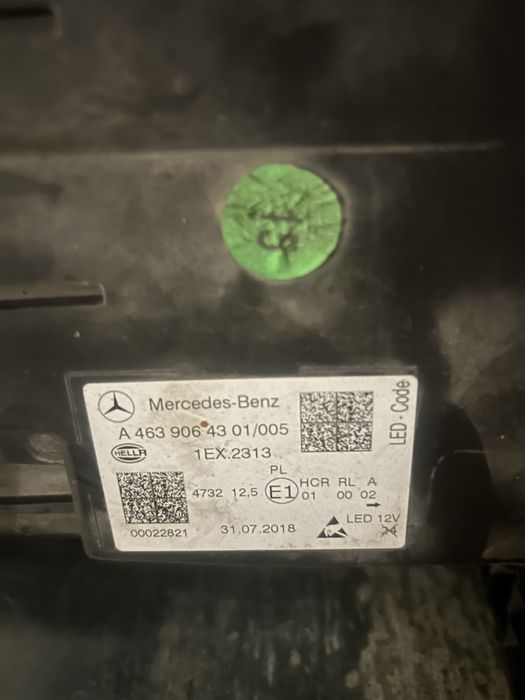 Mercedes-Benz
A 463 906 43 01/005
HELLA
1EX.2313
LED - Code
PL
4732 12,5 E1 HCR RL A
01 00 02
00022821
31.07.2018
LED 12V
24